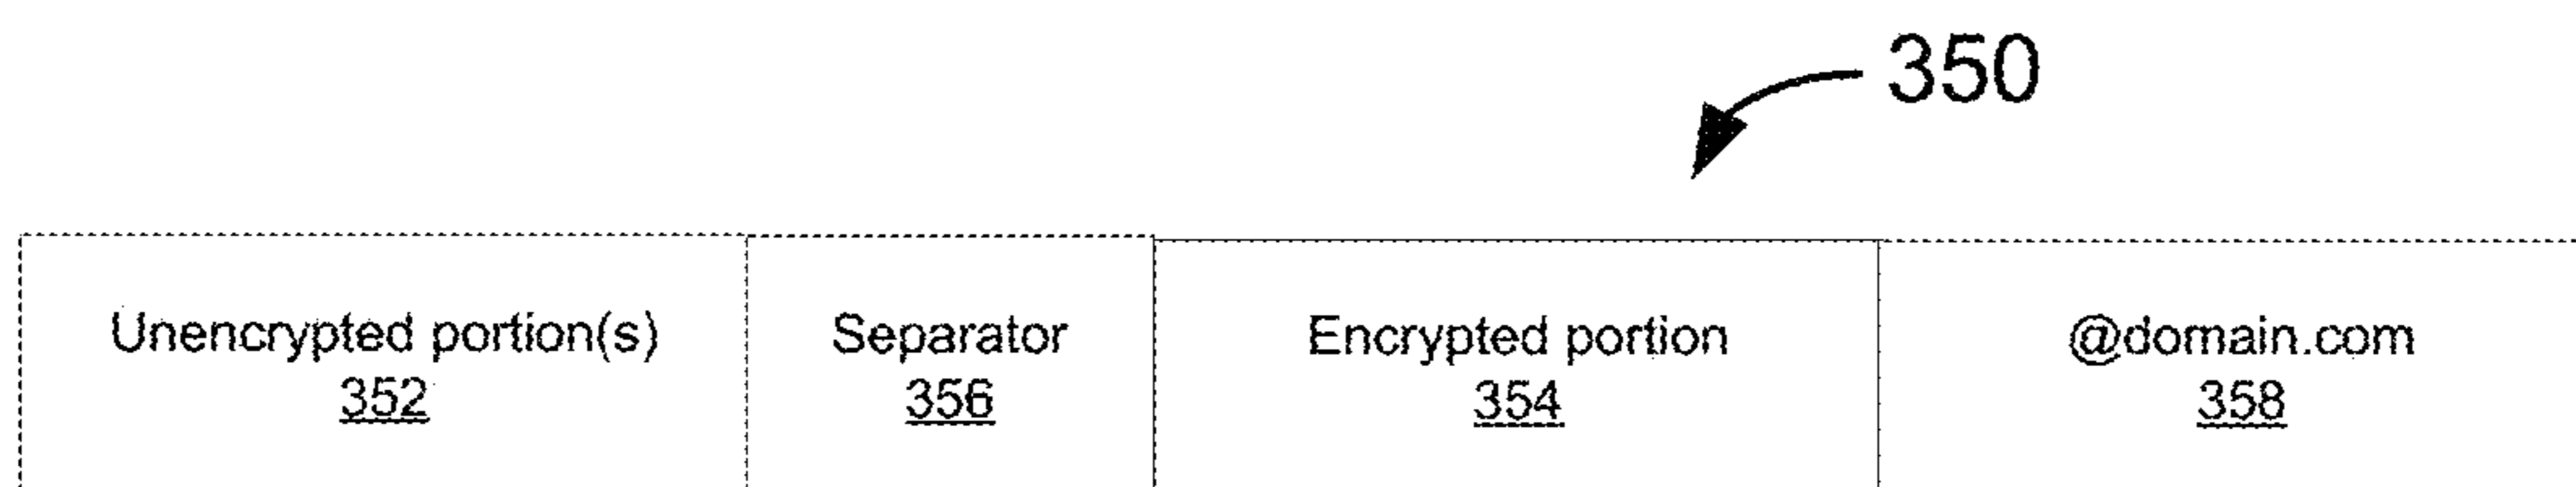 350
Unencrypted portion(s)
352
Separator
356
Encrypted portion
354
@domain.com
358